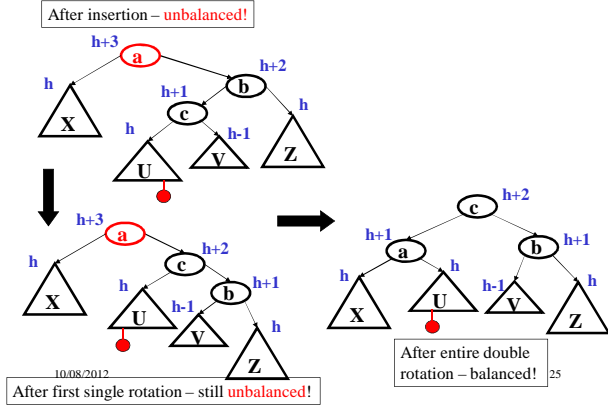 After insertion – unbalanced!
h+3
a
h+2
h
b
h+1
c
X
h
h-1
U
V
Z
h+3
a
h+2
h
c
h
h+1
b
h-1
X
U
V
h
Z
10/08/2012
After first single rotation – still unbalanced!
c
h+2
h+1
a
b
h+1
h
h
h-1
h
X
U
V
Z
After entire double
rotation – balanced!
25